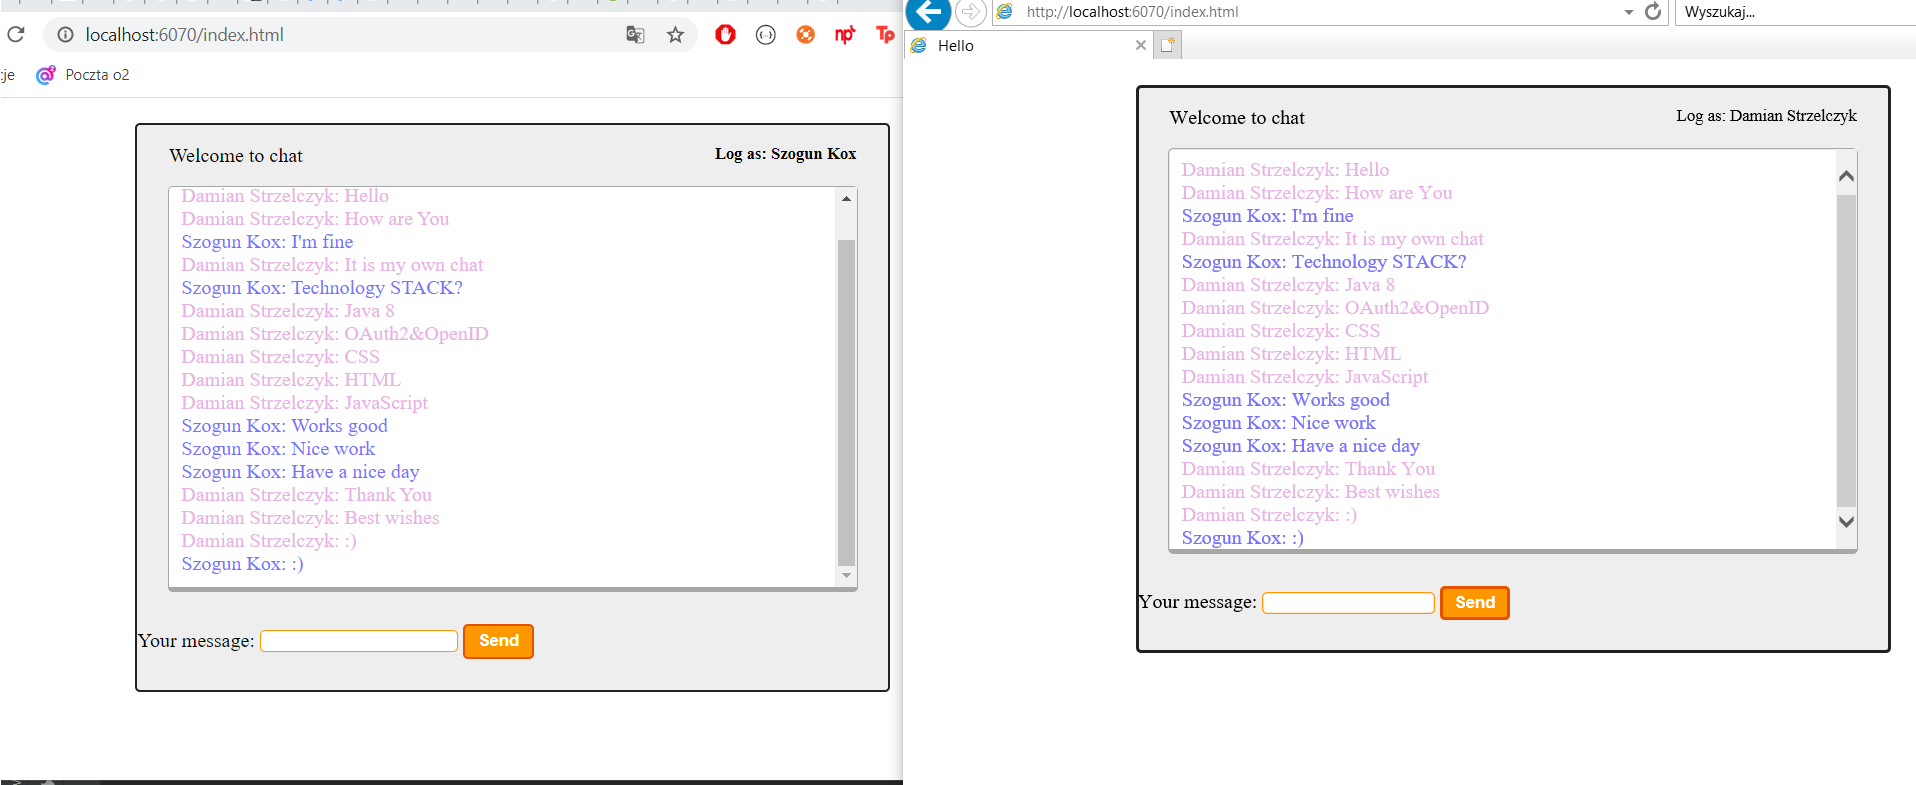 localhost:6070/index.html
np
Tp
je
Poczta o2
Welcome to chat
Log as: Szogun Kox
Damian Strzelczyk: Hello
Damian Strzelczyk: How are You
Szogun Kox: I'm fine
Damian Strzelczyk: It is my own chat
Szogun Kox: Technology STACK?
Damian Strzelczyk: Java 8
Damian Strzelczyk: OAuth2&OpenID
Damian Strzelczyk: CSS
Damian Strzelczyk: HTML
Damian Strzelczyk: JavaScript
Szogun Kox: Works good
Szogun Kox: Nice work
Szogun Kox: Have a nice day
Damian Strzelczyk: Thank You
Damian Strzelczyk: Best wishes
Damian Strzelczyk: :)
Szogun Kox: :)
Your message:
Send
http://localhost:6070/index.html
Wyszukaj...
Hello
Welcome to chat
Log as: Damian Strzelczyk
Damian Strzelczyk: Hello
Damian Strzelczyk: How are You
Szogun Kox: I'm fine
Damian Strzelczyk: It is my own chat
Szogun Kox: Technology STACK?
Damian Strzelczyk: Java 8
Damian Strzelczyk: OAuth2&OpenID
Damian Strzelczyk: CSS
Damian Strzelczyk: HTML
Damian Strzelczyk: JavaScript
Szogun Kox: Works good
Szogun Kox: Nice work
Szogun Kox: Have a nice day
Damian Strzelczyk: Thank You
Damian Strzelczyk: Best wishes
Damian Strzelczyk: :)
Szogun Kox: :)
Your message:
Send